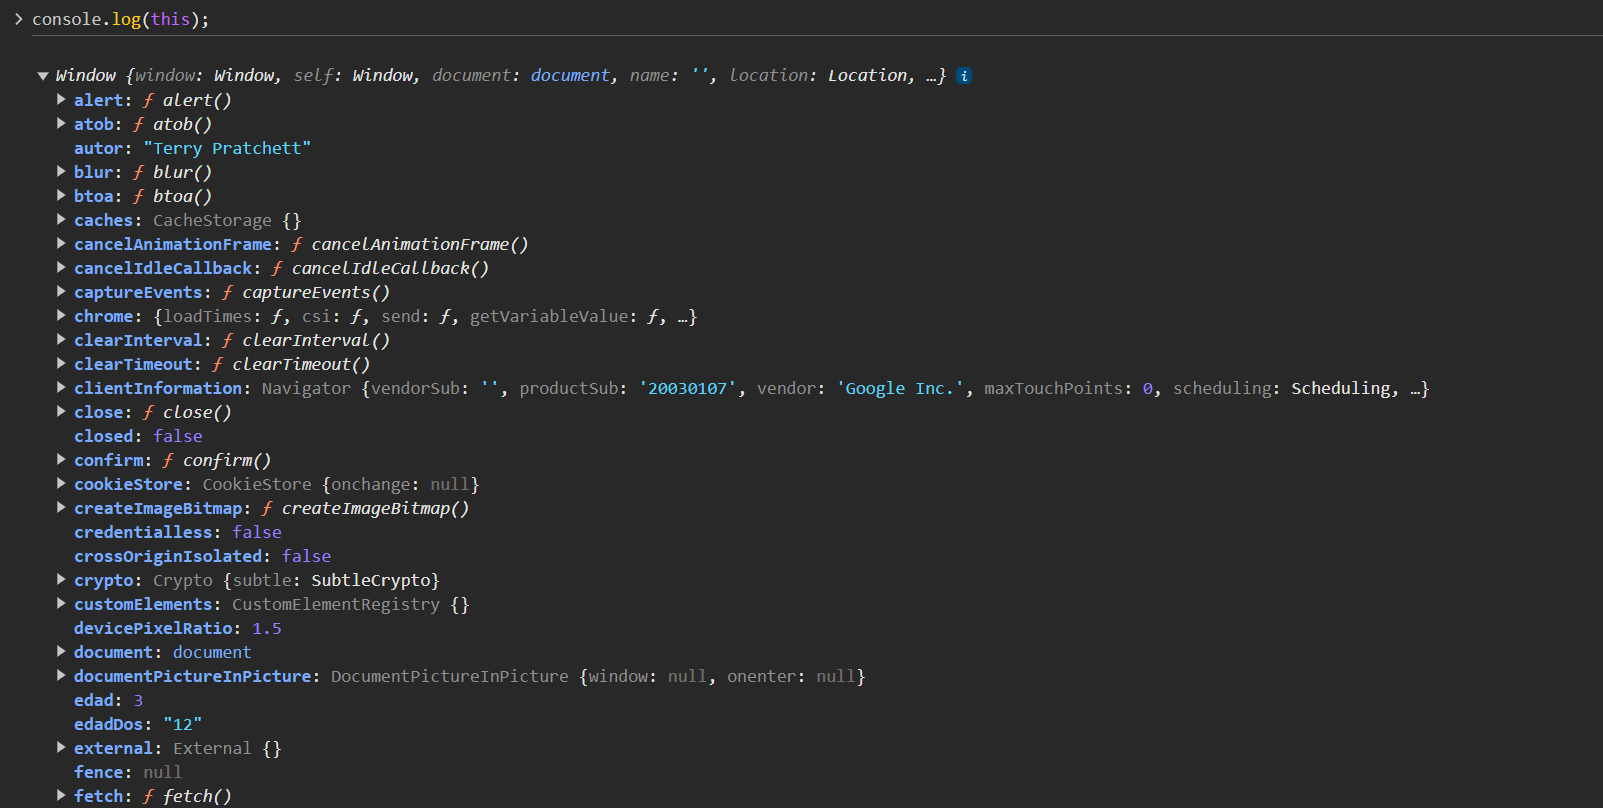 > console.log(this);
▼ Window {window: Window, self: Window, document: document, name: '', location: Location, …} i
▶ alert: ƒ alert()
▶ atob: ƒ atob()
autor: "Terry Pratchett"
▶ blur: ƒ blur()
▶ btoa: ƒ btoa()
▶ caches: CacheStorage {}
▶ cancelAnimationFrame: ƒ cancelAnimationFrame()
▶ cancelIdleCallback: ƒ cancelIdleCallback()
▶ captureEvents: ƒ captureEvents()
▶ chrome: {loadTimes: ƒ, csi: ƒ, send: ƒ, getVariableValue: ƒ, …}
▶ clearInterval: ƒ clearInterval()
▶ clearTimeout: ƒ clearTimeout()
▶ clientInformation: Navigator {vendorSub: '', productSub: '20030107', vendor: 'Google Inc.', maxTouchPoints: 0, scheduling: Scheduling, …}
▶ close: ƒ close()
closed: false
▶ confirm: ƒ confirm()
▶ cookieStore: CookieStore {onchange: null}
▶ createImageBitmap: ƒ createImageBitmap()
credentialless: false
crossOriginIsolated: false
▶ crypto: Crypto {subtle: SubtleCrypto}
▶ customElements: CustomElementRegistry {}
devicePixelRatio: 1.5
▶ document: document
▶ documentPictureInPicture: DocumentPictureInPicture {window: null, onenter: null}
edad: 3
edadDos: "12"
▶ external: External {}
fence: null
▶ fetch: ƒ fetch()